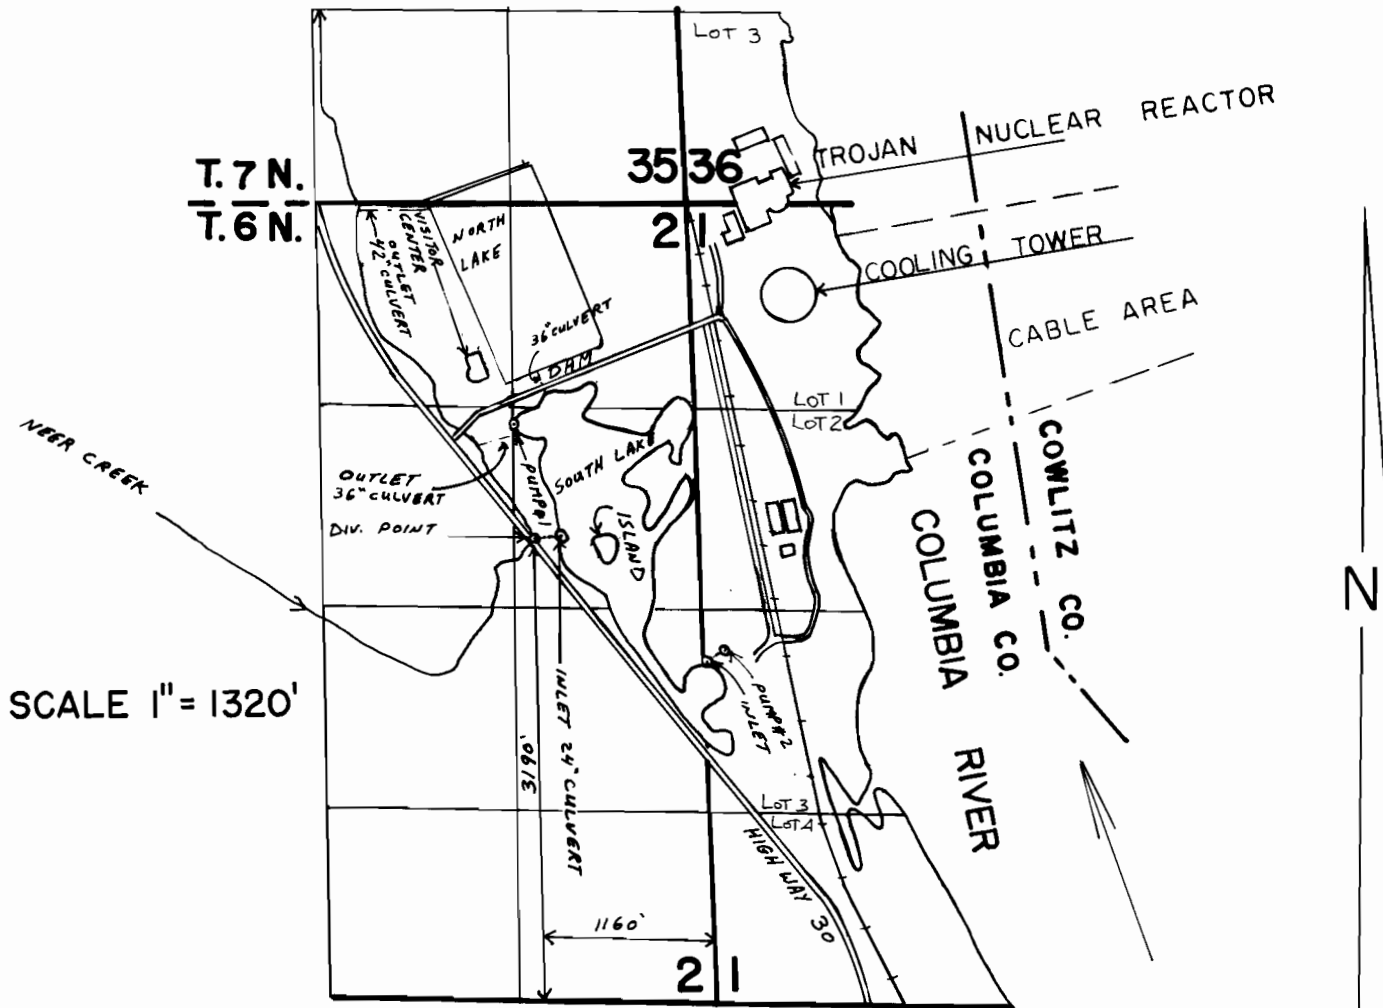 LOT 3
TROJAN NUCLEAR REACTOR
35 36
T. 7 N.
T. 6 N.
2 1
VISITOR
CENTER
OUTLET
42" CULVERT
NORTH
LAKE
COOLING TOWER
CABLE AREA
36" CULVERT
DAM
LOT 1
LOT 2
NEER CREEK
OUTLET
36" CULVERT
PUMP#1
SOUTH LAKE
ISLAND
DIV. POINT
COWLITZ CO.
COLUMBIA CO.
COLUMBIA RIVER
N
SCALE 1" = 1320'
3160'
INLET 24" CULVERT
PUMP#2
INLET
LOT 3
LOT 4
HIGHWAY 30
1160'
2 1